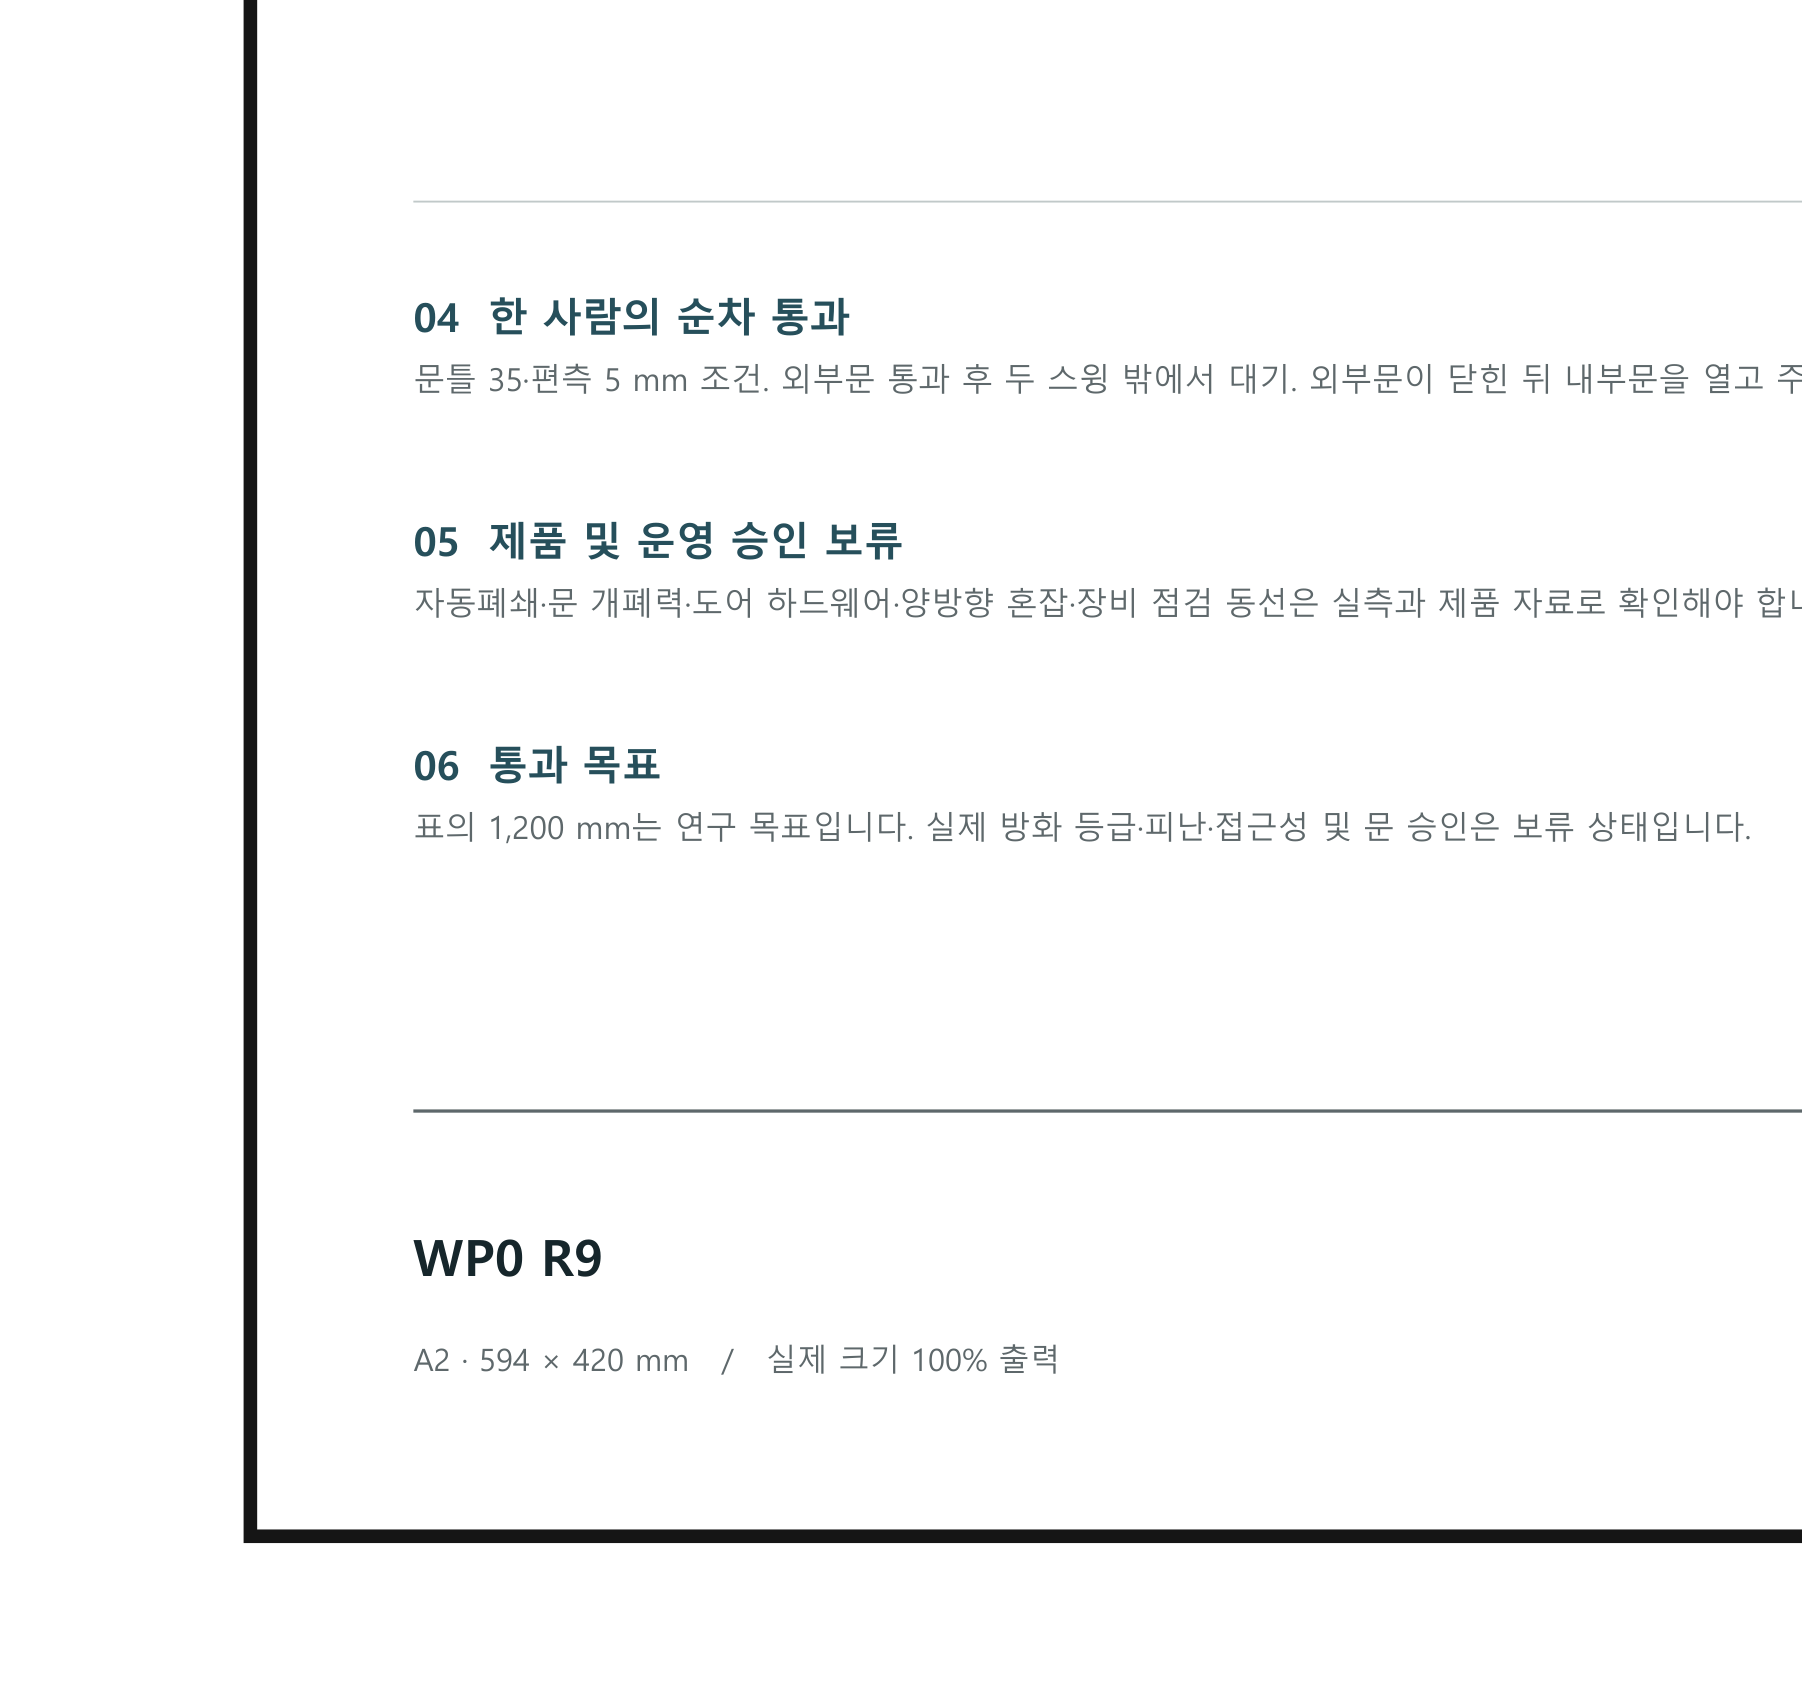 04 한 사람의 순차 통과
문틀 35·편측 5 mm 조건. 외부문 통과 후 두 스윙 밖에서 대기. 외부문이 닫힌 뒤 내부문을 열고
05 제품 및 운영 승인 보류
자동폐쇄·문 개폐력·도어 하드웨어·양방향 혼잡·장비 점검 동선은 실측과 제품 자료로 확인해야
06 통과 목표
표의 1,200 mm는 연구 목표입니다. 실제 방화 등급·피난·접근성 및 문 승인은 보류 상태입니다.
WP0 R9
A2 · 594 × 420 mm / 실제 크기 100% 출력